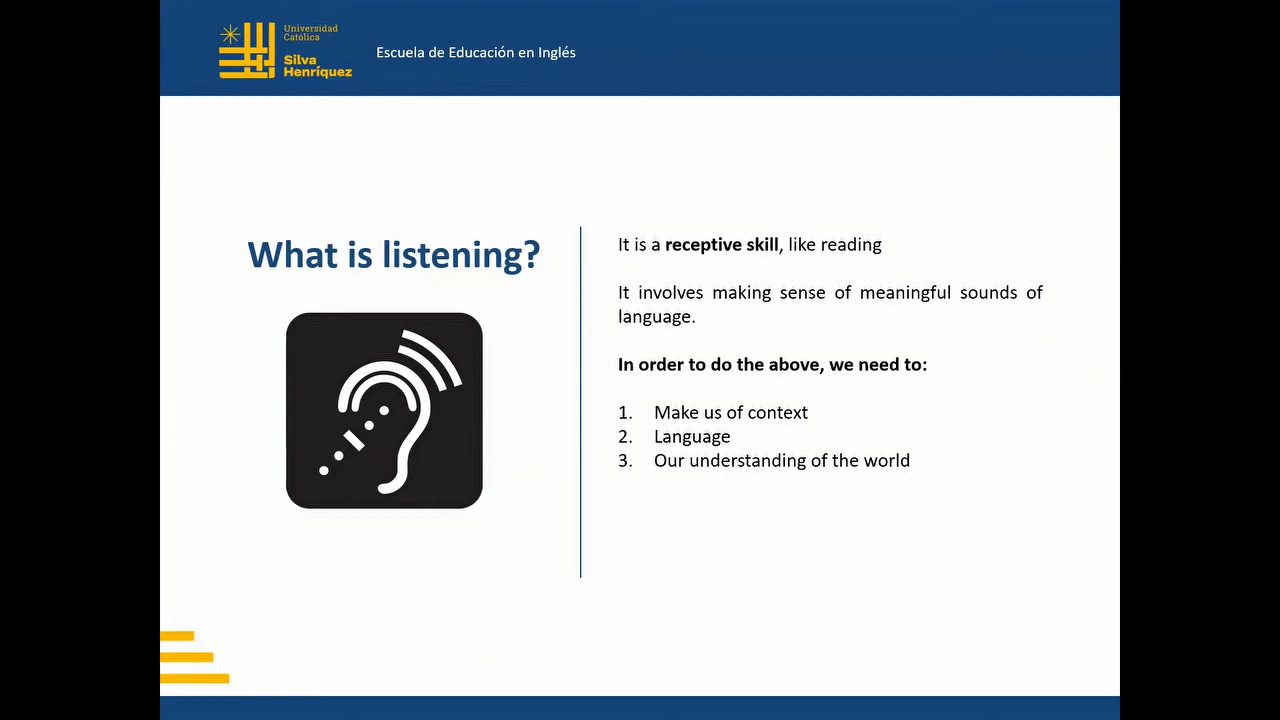 Universidad
Católica
Silva
Henríquez
Escuela de Educación en Inglés
What is listening?
It is a receptive skill, like reading
It involves making sense of meaningful sounds of
language.
In order to do the above, we need to:
1. Make us of context
2. Language
3. Our understanding of the world